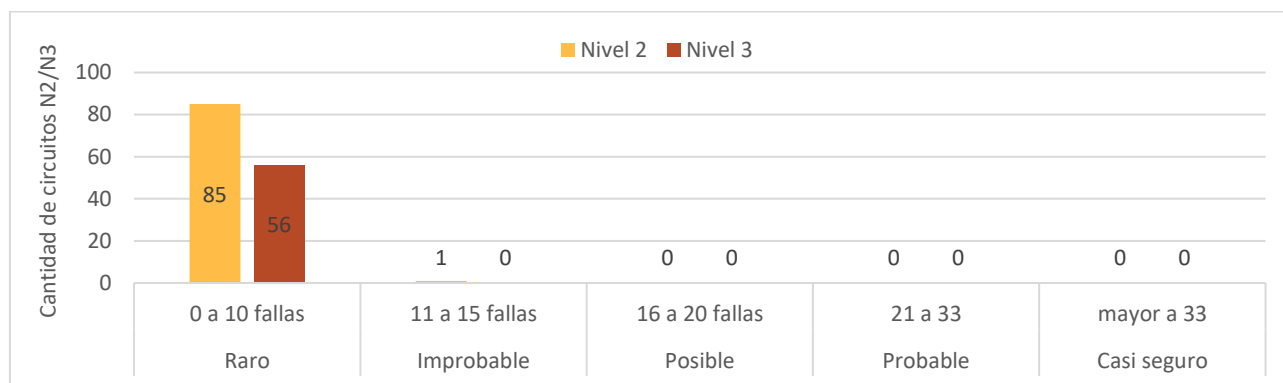 Cantidad de circuitos N2/N3
Nivel 2 Nivel 3
100
80
60
40
20
0
85 56 1 0 0 0 0 0 0 0
0 a 10 fallas 11 a 15 fallas 16 a 20 fallas 21 a 33 mayor a 33
Raro Improbable Posible Probable Casi seguro